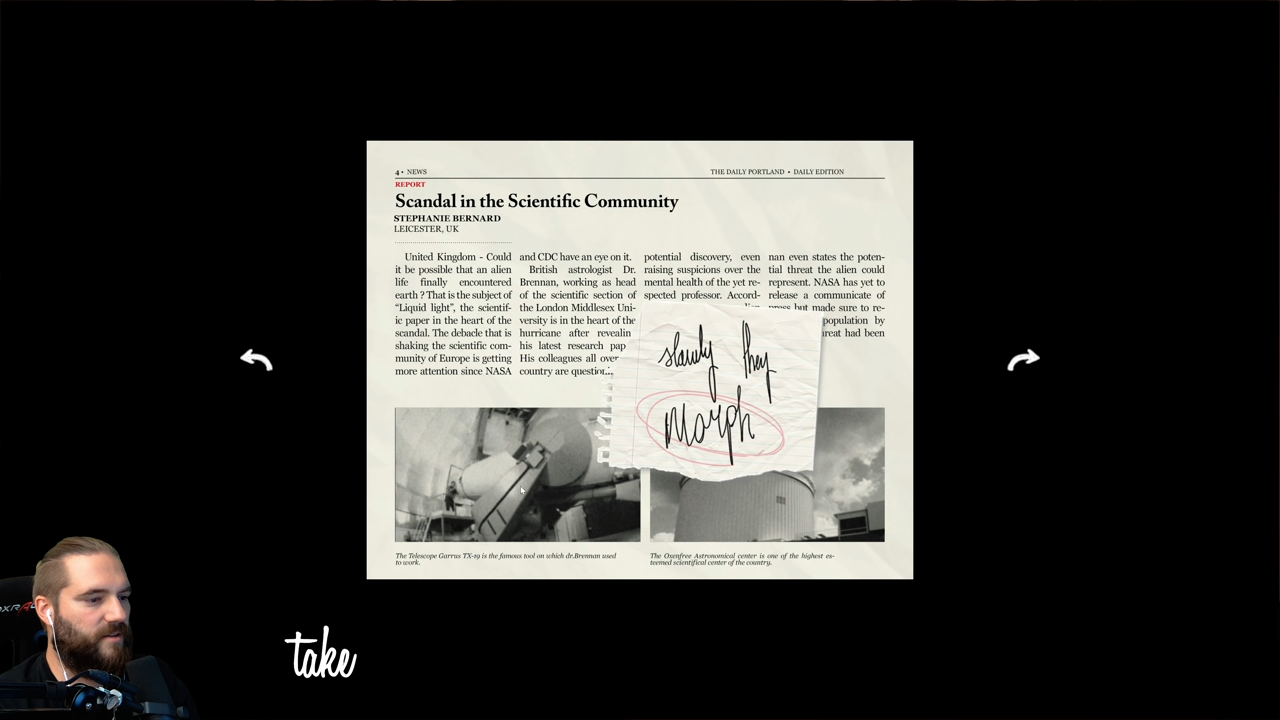 4 • NEWS
THE DAILY PORTLAND • DAILY EDITION
REPORT
Scandal in the Scientific Community
STEPHANIE BERNARD
LEICESTER, UK
United Kingdom - Could
it be possible that an alien
life finally encountered
earth ? That is the subject of
“Liquid light”, the scientif-
ic paper in the heart of the
scandal. The debacle that is
shaking the scientific com-
munity of Europe is getting
more attention since NASA
and CDC have an eye on it.
British astrologist Dr.
Brennan, working as head
of the scientific section of
the London Middlesex Uni-
versity is in the heart of the
hurricane after revealin
his latest research pap
His colleagues all over
country are questio
potential discovery, even
raising suspicions over the
mental health of the yet re-
spected professor. Accord-
nan even states the poten-
tial threat the alien could
represent. NASA has yet to
release a communicate of
press but made sure to re-
population by
reat had been
slowly they
Morph
The Telescope Garrus TX-19 is the famous tool on which dr.Brennan used
to work.
The Oxenfree Astronomical center is one of the highest es-
teemed scientifical center of the country.
take